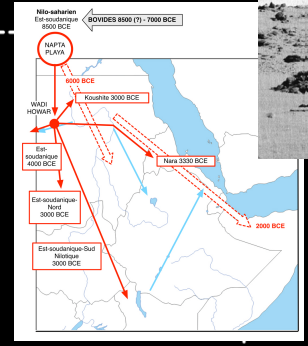 Nilo-saharien
Est-soudanique
8500 BCE
BOVIDES 8500 (?) - 7000 BCE
NAPTA
PLAYA
6000 BCE
Koushite 3000 BCE
WADI
HOWAR
Est-
soudanique
4000 BCE
Nara 3330 BCE
Est-
soudanique-
Nord
3000 BCE
2000 BCE
Est-soudanique-Sud
Nilotique
3000 BCE